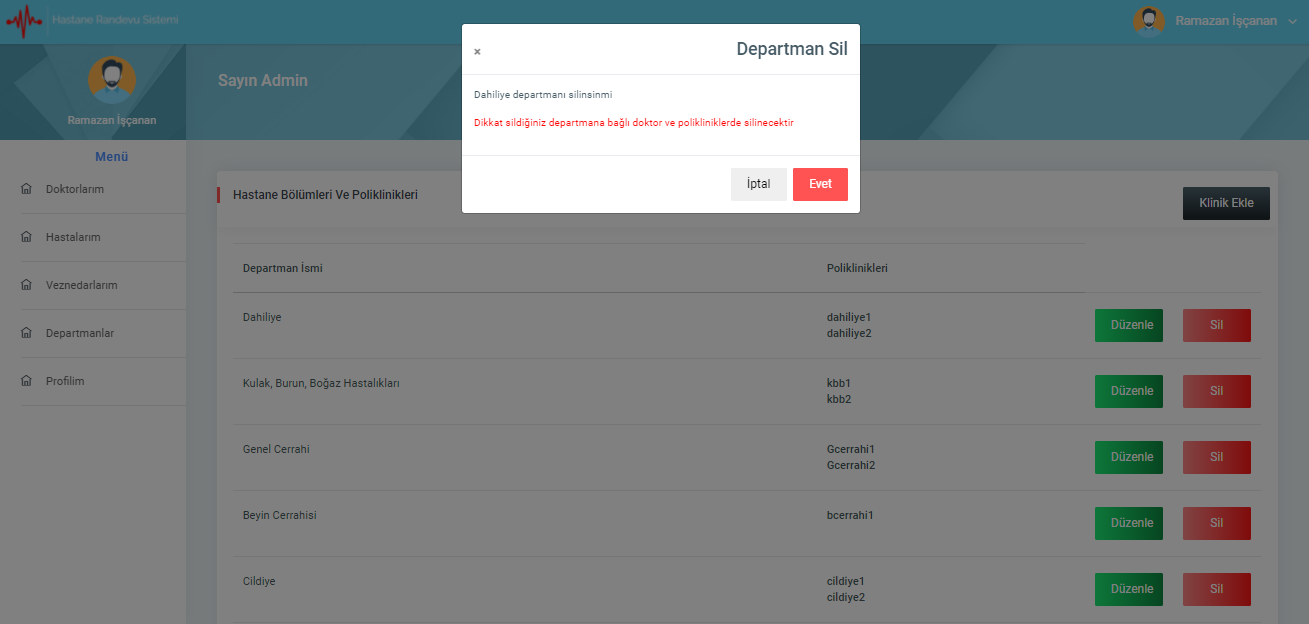 Hastane Randevu Sistemi
Ramazan İşçanan
Ramazan İşçanan
Sayın Admin
Menü
Doktorlarım
Hastalarım
Veznedarlarım
Departmanlar
Profilim
×
Departman Sil
Dahiliye departmanı silinsinmi
Dikkat sildiğiniz departmana bağlı doktor ve polikliniklerde silinecektir
İptal
Evet
Hastane Bölümleri Ve Poliklinikleri
Klinik Ekle
Departman İsmi
Poliklinikleri
Dahiliye
dahiliye1
dahiliye2
Düzenle
Sil
Kulak, Burun, Boğaz Hastalıkları
kbb1
kbb2
Düzenle
Sil
Genel Cerrahi
Gcerrahi1
Gcerrahi2
Düzenle
Sil
Beyin Cerrahisi
bcerrahi1
Düzenle
Sil
Cildiye
cildiye1
cildiye2
Düzenle
Sil